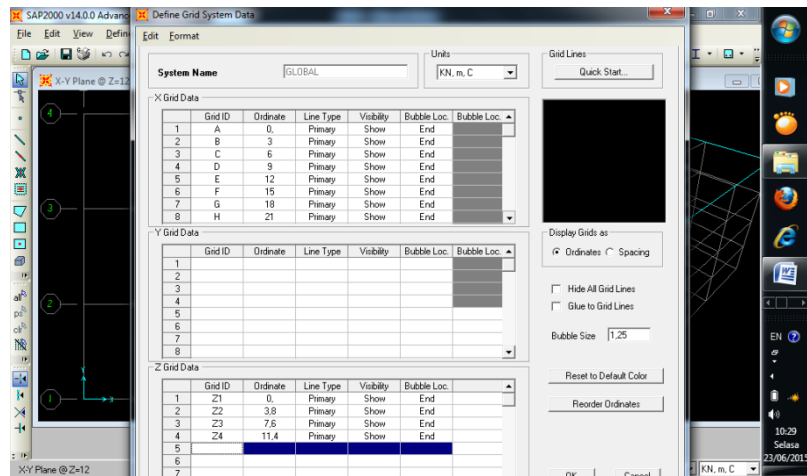 SAP2000 v14.0.0 Advanc
File Edit View Defin
X-Y Plane @ Z=12
4
3
2
1
Define Grid System Data
Edit Format
System Name GLOBAL
Units
KN, m, C
Grid Lines
Quick Start...
X Grid Data
Grid ID Ordinate Line Type Visibility Bubble Loc. Bubble Loc.
1 A 0, Primary Show End
2 B 3 Primary Show End
3 C 6 Primary Show End
4 D 9 Primary Show End
5 E 12 Primary Show End
6 F 15 Primary Show End
7 G 18 Primary Show End
8 H 21 Primary Show End
Y Grid Data
Grid ID Ordinate Line Type Visibility Bubble Loc. Bubble Loc.
1
2
3
4
5
6
7
8
Display Grids as
Ordinates Spacing
Hide All Grid Lines
Glue to Grid Lines
Bubble Size 1,25
Z Grid Data
Grid ID Ordinate Line Type Visibility Bubble Loc.
1 Z1 0, Primary Show End
2 Z2 3,8 Primary Show End
3 Z3 7,6 Primary Show End
4 Z4 11,4 Primary Show End
5
6
7
Reset to Default Color
Reorder Ordinates
OK Cancel
X-Y Plane @ Z=12
KN, m, C
EN
10:29
Selasa
23/06/2015